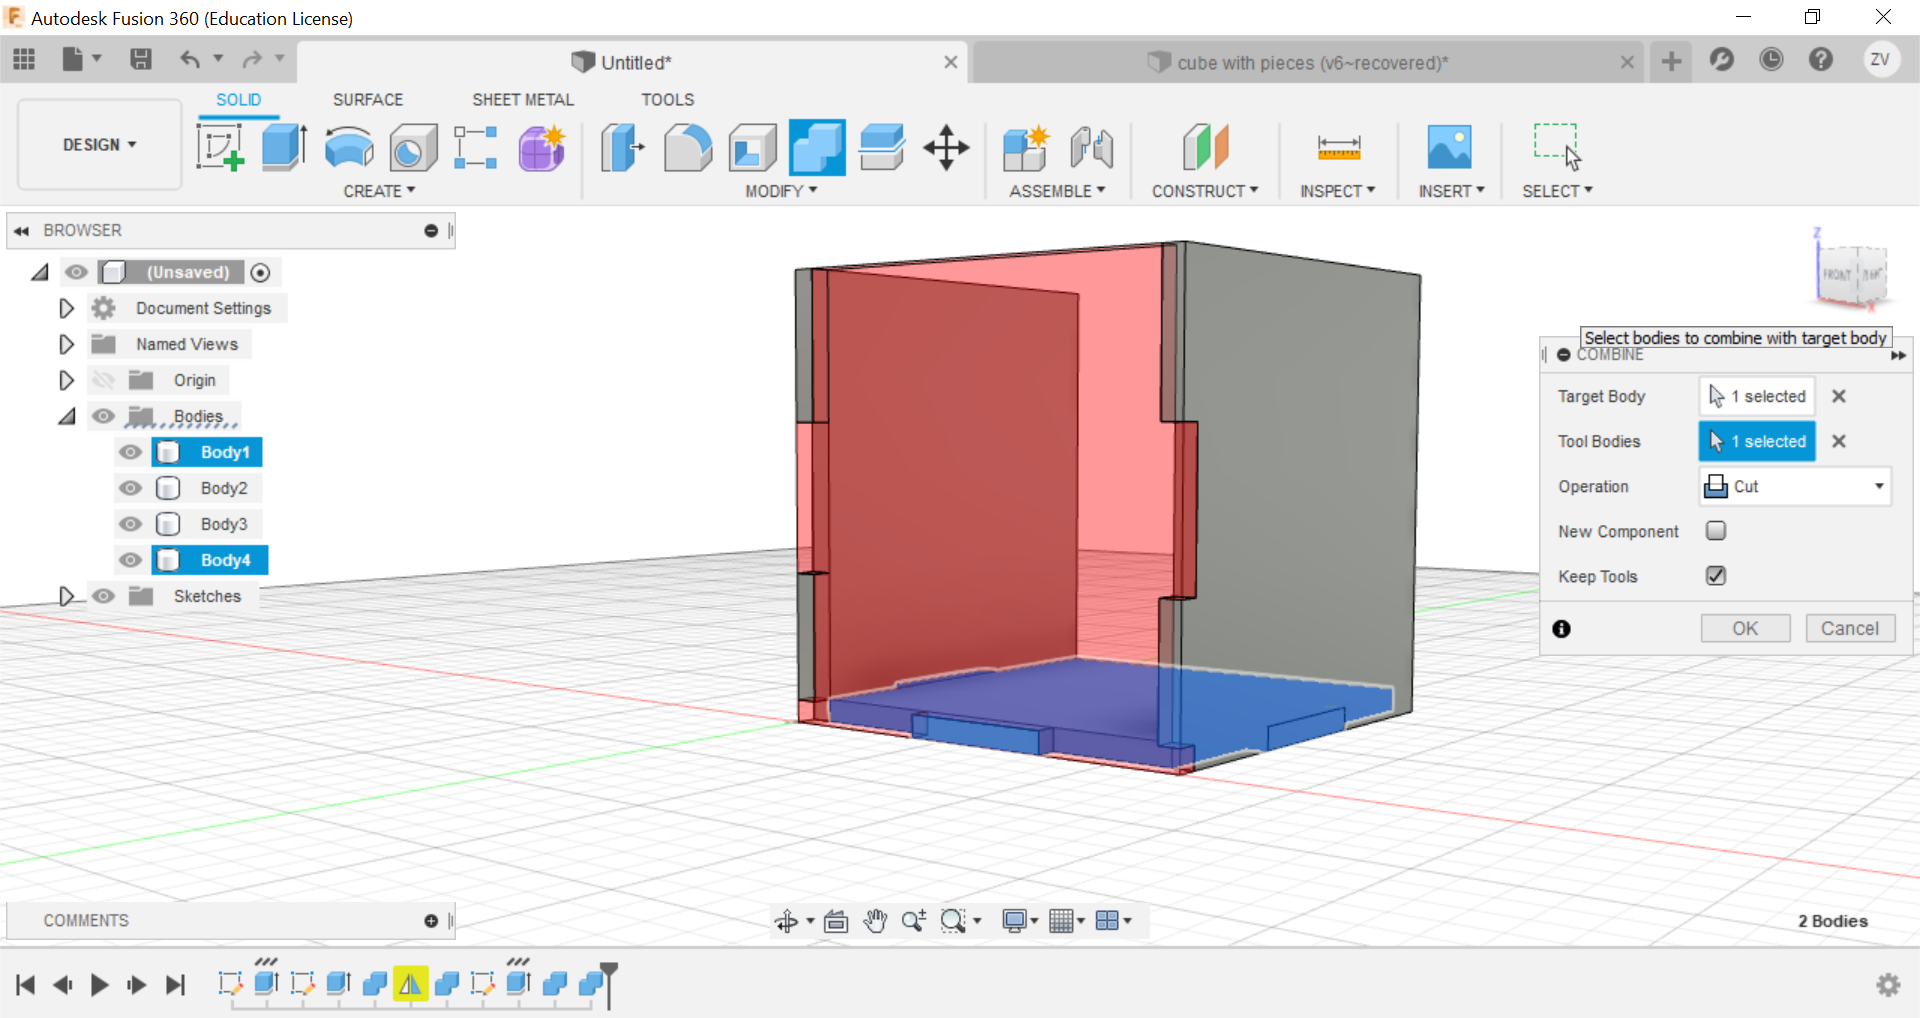 Autodesk Fusion 360 (Education License)
Untitled*
cube with pieces (v6~recovered)*
ZV
SOLID
SURFACE
SHEET METAL
TOOLS
DESIGN
CREATE
MODIFY
ASSEMBLE
CONSTRUCT
INSPECT
INSERT
SELECT
BROWSER
(Unsaved)
Document Settings
Named Views
Origin
Bodies
Body1
Body2
Body3
Body4
Sketches
Z
FRONT
RIGHT
X
Select bodies to combine with target body
COMBINE
Target Body
1 selected
Tool Bodies
1 selected
Operation
Cut
New Component
Keep Tools
OK
Cancel
COMMENTS
2 Bodies